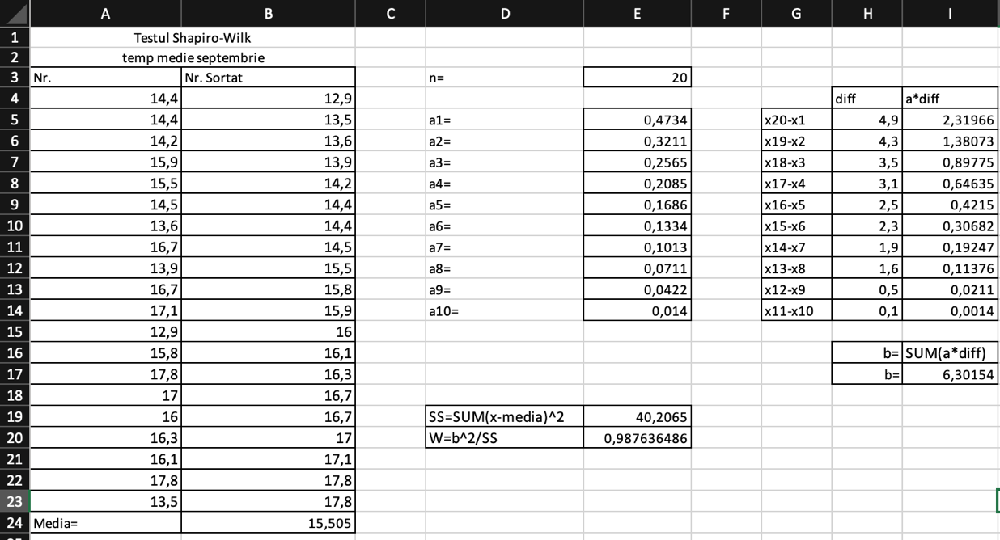 A B C D E F G H I
1 Testul Shapiro-Wilk
2 temp medie septembrie
3 Nr. Nr. Sortat n= 20
4 14,4 12,9 diff a*diff
5 14,4 13,5 a1= 0,4734 x20-x1 4,9 2,31966
6 14,2 13,6 a2= 0,3211 x19-x2 4,3 1,38073
7 15,9 13,9 a3= 0,2565 x18-x3 3,5 0,89775
8 15,5 14,2 a4= 0,2085 x17-x4 3,1 0,64635
9 14,5 14,4 a5= 0,1686 x16-x5 2,5 0,4215
10 13,6 14,4 a6= 0,1334 x15-x6 2,3 0,30682
11 16,7 14,5 a7= 0,1013 x14-x7 1,9 0,19247
12 13,9 15,5 a8= 0,0711 x13-x8 1,6 0,11376
13 16,7 15,8 a9= 0,0422 x12-x9 0,5 0,0211
14 17,1 15,9 a10= 0,014 x11-x10 0,1 0,0014
15 12,9 16
16 15,8 16,1 b= SUM(a*diff)
17 17,8 16,3 b= 6,30154
18 17 16,7
19 16 16,7 SS=SUM(x-media)^2 40,2065
20 16,3 17 W=b^2/SS 0,987636486
21 16,1 17,1
22 17,8 17,8
23 13,5 17,8
24 Media= 15,505